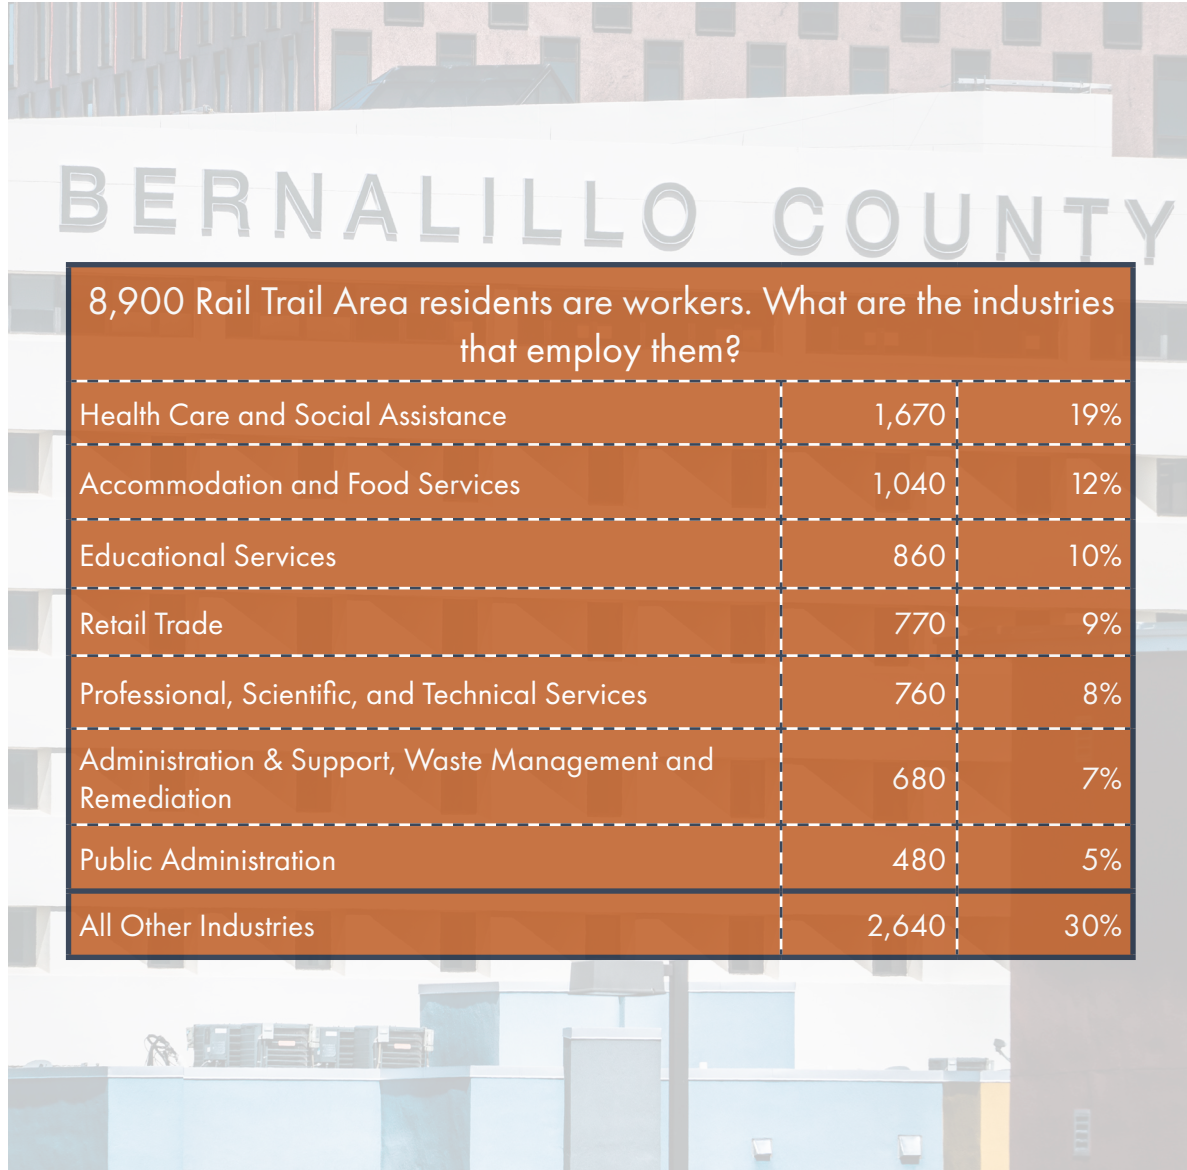 BERNALILLO COUNTY
8,900 Rail Trail Area residents are workers. What are the industries
that employ them?
Health Care and Social Assistance 1,670 19%
Accommodation and Food Services 1,040 12%
Educational Services 860 10%
Retail Trade 770 9%
Professional, Scientific, and Technical Services 760 8%
Administration & Support, Waste Management and
Remediation 680 7%
Public Administration 480 5%
All Other Industries 2,640 30%